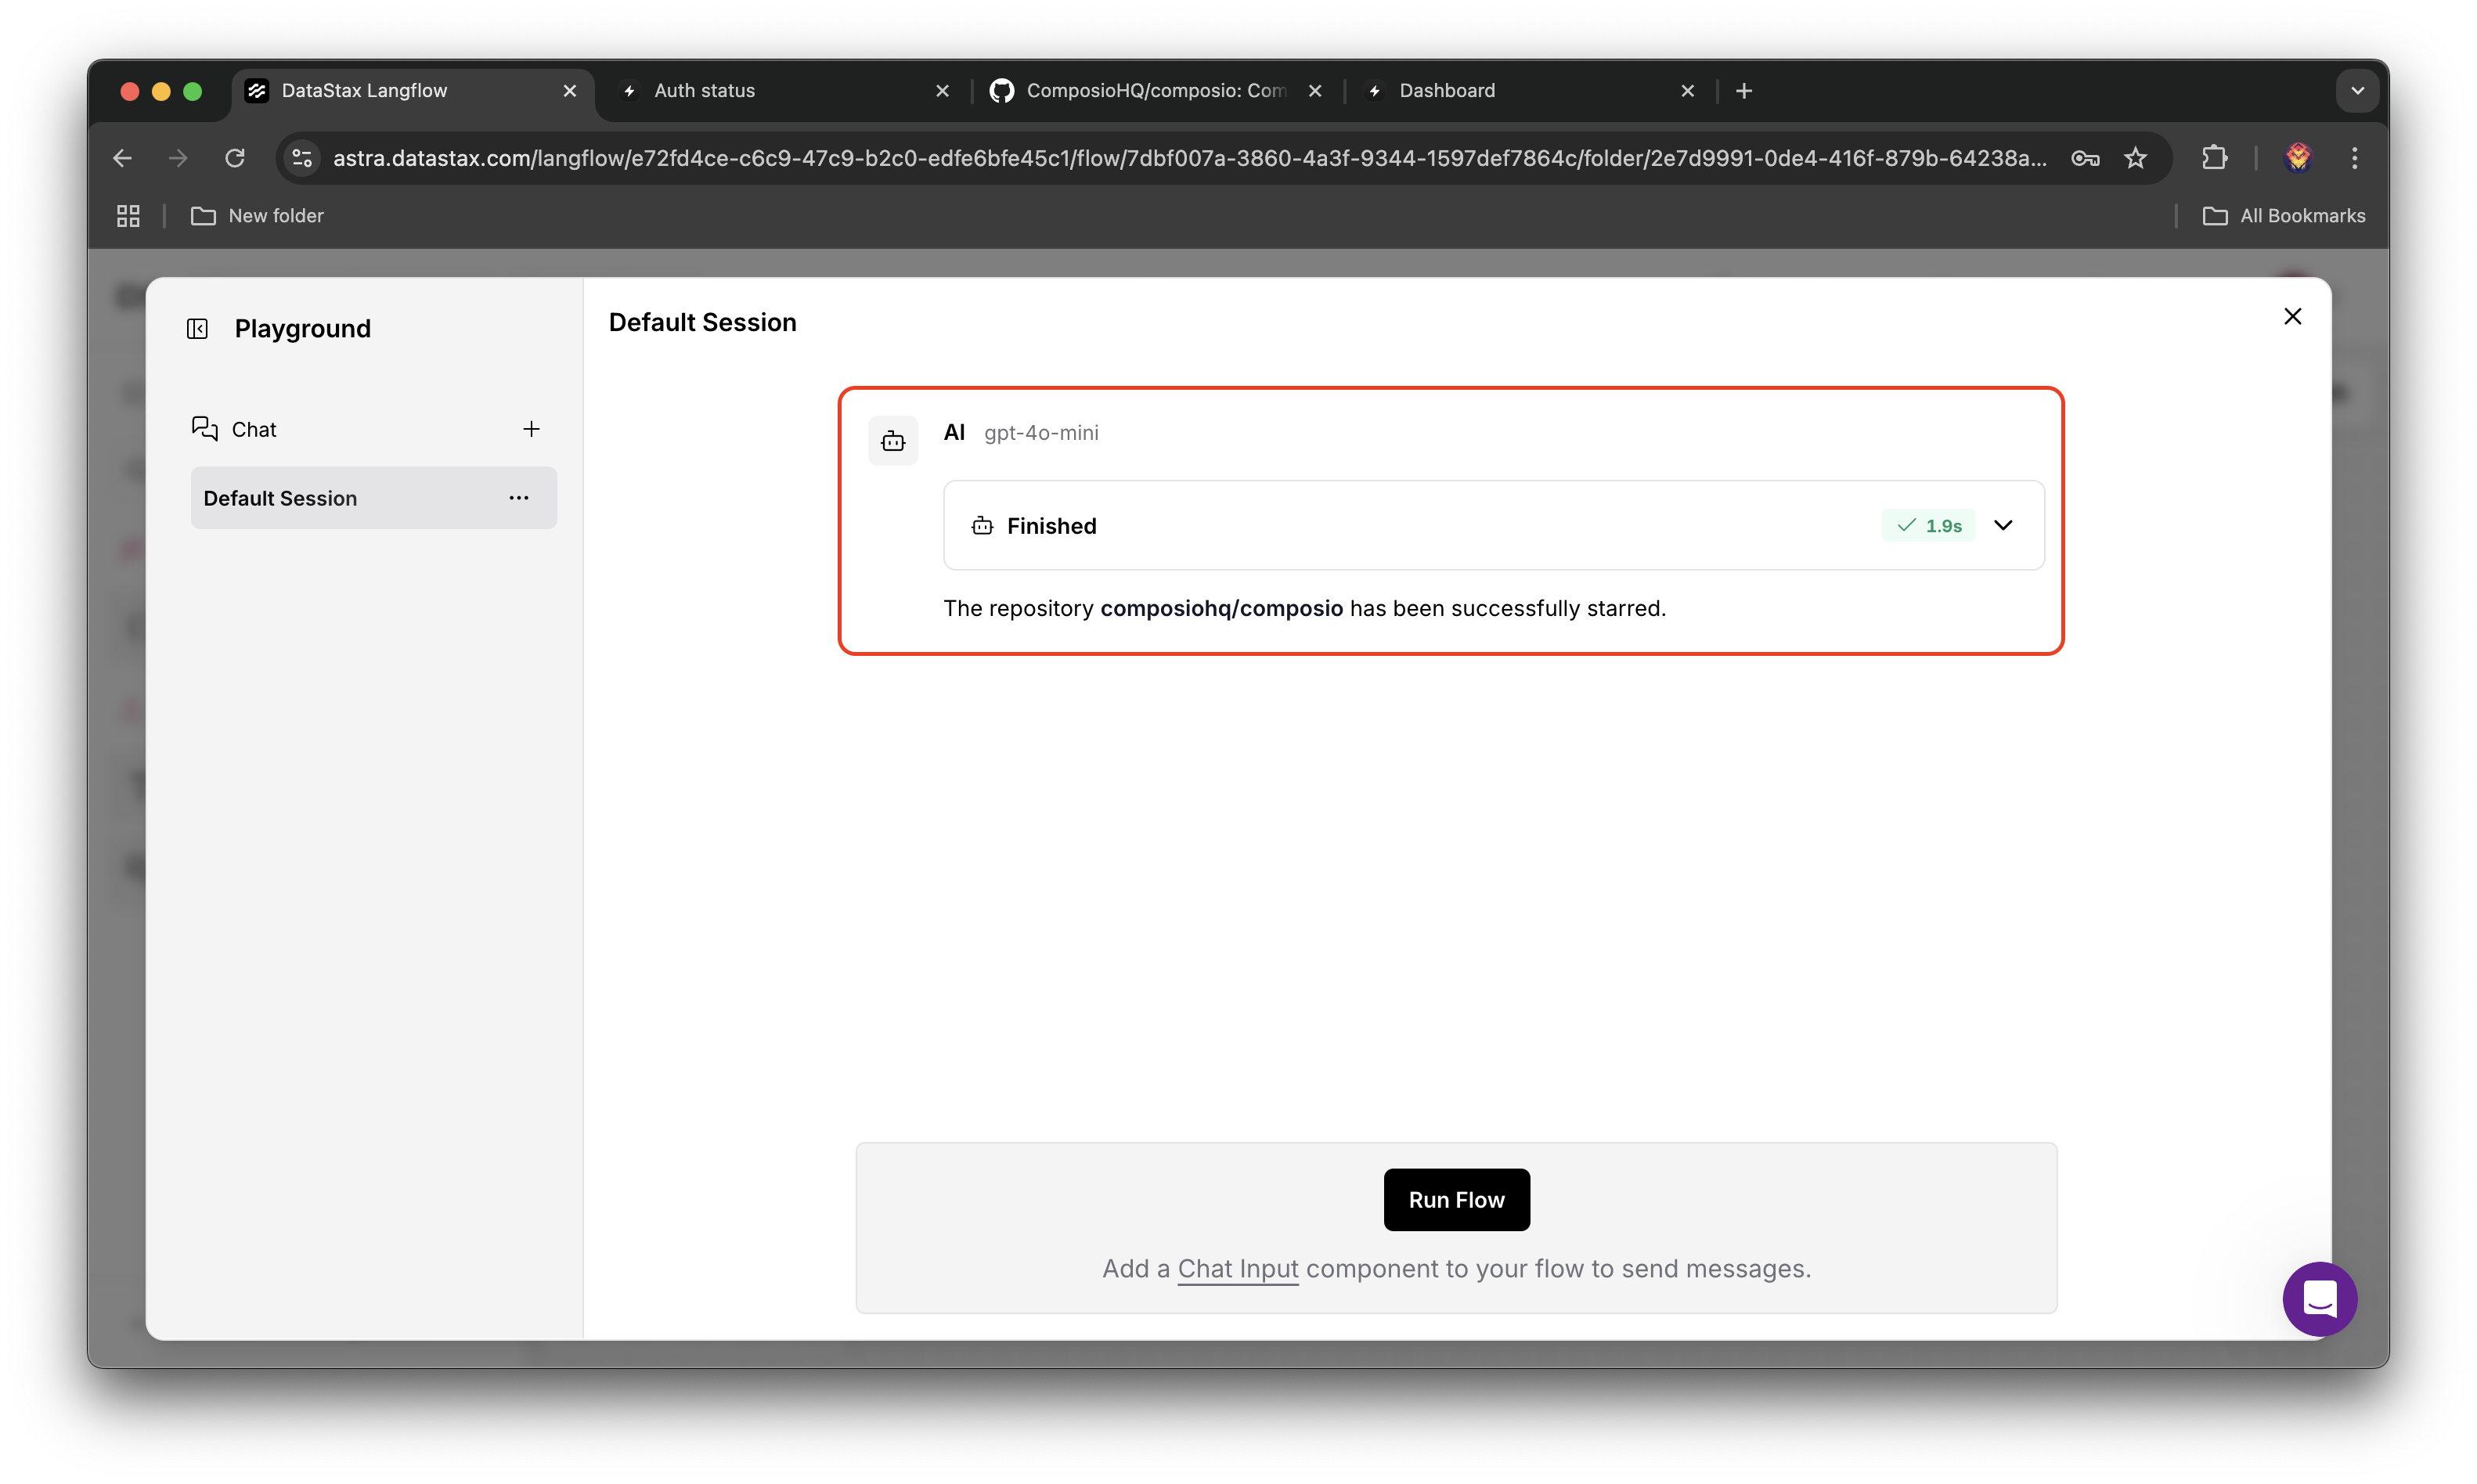 DataStax Langflow
Auth status
ComposioHQ/composio: Com
Dashboard
astra.datastax.com/langflow/e72fd4ce-c6c9-47c9-b2c0-edfe6bfe45c1/flow/7dbf007a-3860-4a3f-9344-1597def7864c/folder/2e7d9991-0de4-416f-879b-64238a...
New folder
All Bookmarks
Playground
Default Session
Chat
Default Session
AI gpt-4o-mini
Finished 1.9s
The repository composiohq/composio has been successfully starred.
Run Flow
Add a Chat Input component to your flow to send messages.